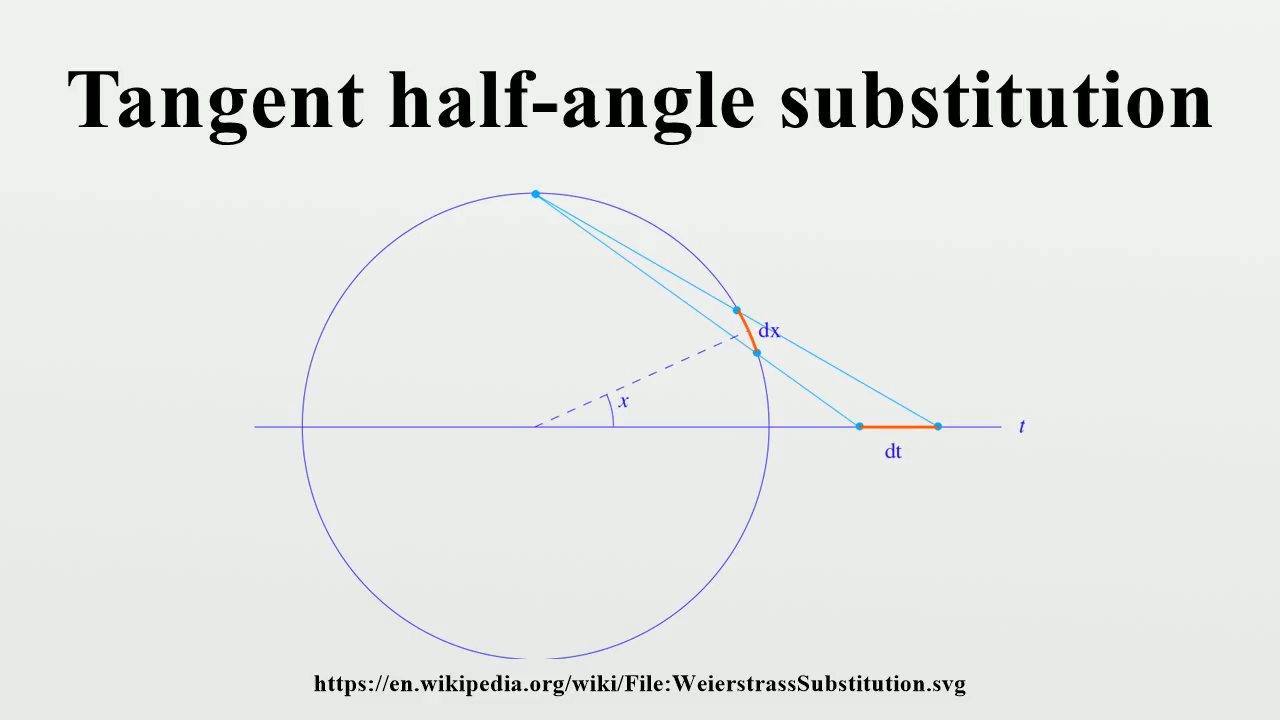 Tangent half-angle substitution
dx
x
t
dt
https://en.wikipedia.org/wiki/File:WeierstrassSubstitution.svg